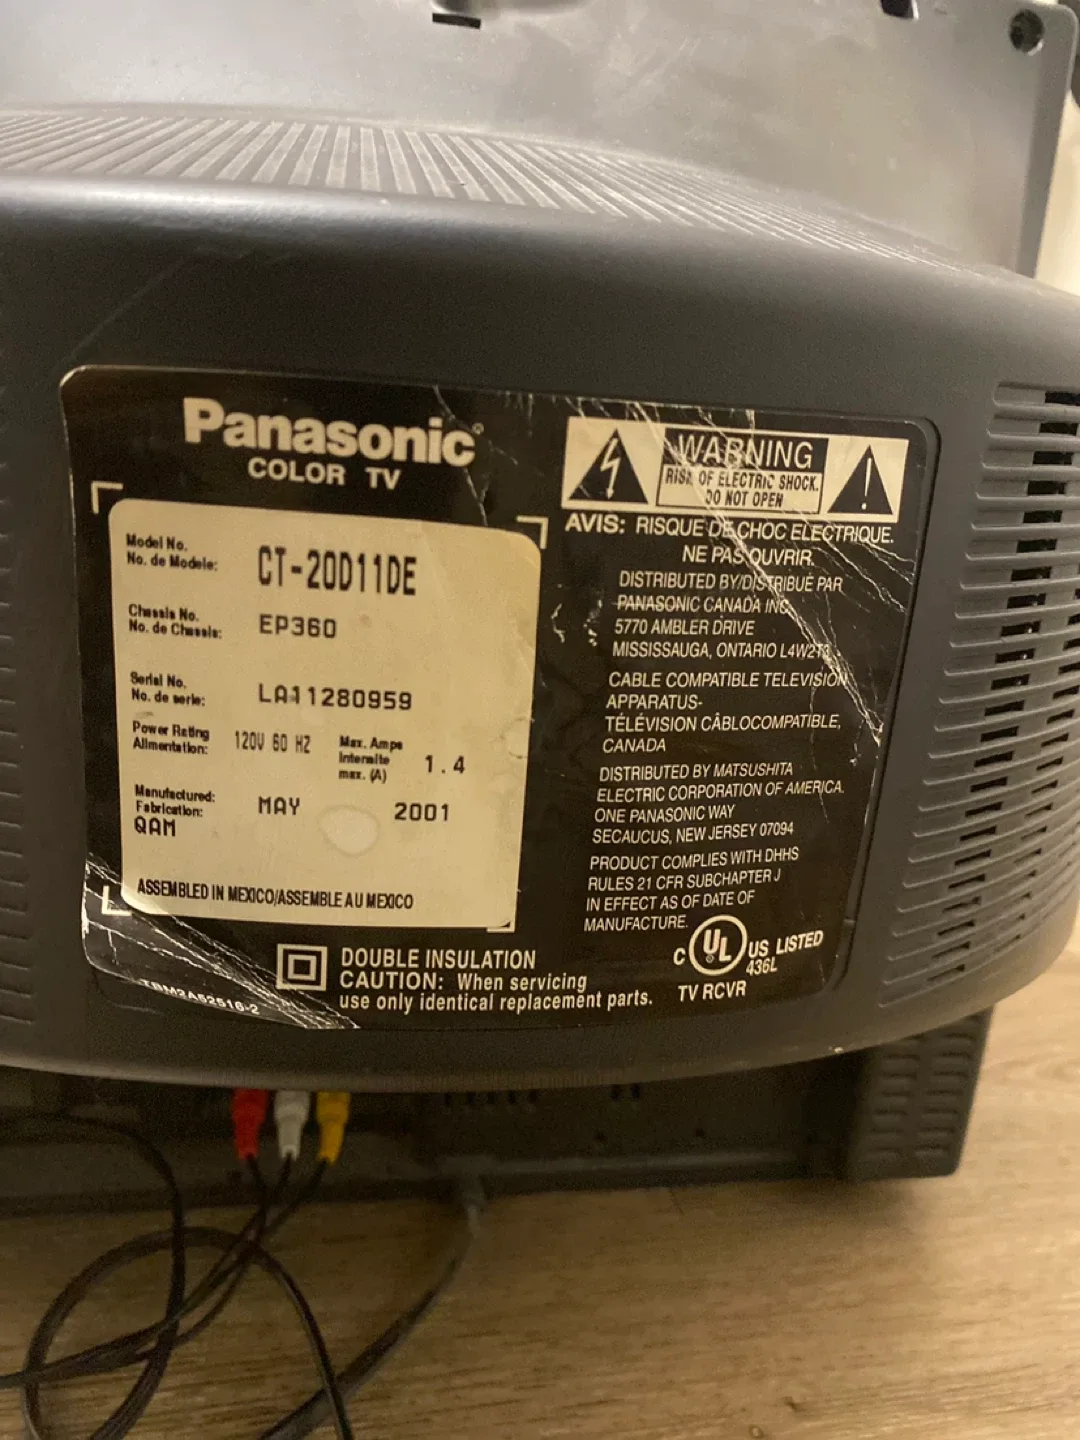 Panasonic
COLOR TV
Model No.
No. de Modele: CT-20D11DE
Chassis No.
No. de Chassis: EP360
Serial No.
No. de serie: LA11280959
Power Rating
Alimentation: 120V 60 HZ
Max. Amps
Intensite
max. (A) 1.4
Manufactured:
Fabrication: MAY 2001
QAM
ASSEMBLED IN MEXICO/ASSEMBLE AU MEXICO
WARNING
RISK OF ELECTRIC SHOCK.
DO NOT OPEN
AVIS: RISQUE DE CHOC ELECTRIQUE.
NE PAS OUVRIR.
DISTRIBUTED BY/DISTRIBUÉ PAR
PANASONIC CANADA INC.
5770 AMBLER DRIVE
MISSISSAUGA, ONTARIO L4W2T3
CABLE COMPATIBLE TELEVISION
APPARATUS-
TÉLÉVISION CÂBLOCOMPATIBLE,
CANADA
DISTRIBUTED BY MATSUSHITA
ELECTRIC CORPORATION OF AMERICA.
ONE PANASONIC WAY
SECAUCUS, NEW JERSEY 07094
PRODUCT COMPLIES WITH DHHS
RULES 21 CFR SUBCHAPTER J
IN EFFECT AS OF DATE OF
MANUFACTURE.
C UL US LISTED
436L
TV RCVR
DOUBLE INSULATION
CAUTION: When servicing
use only identical replacement parts.